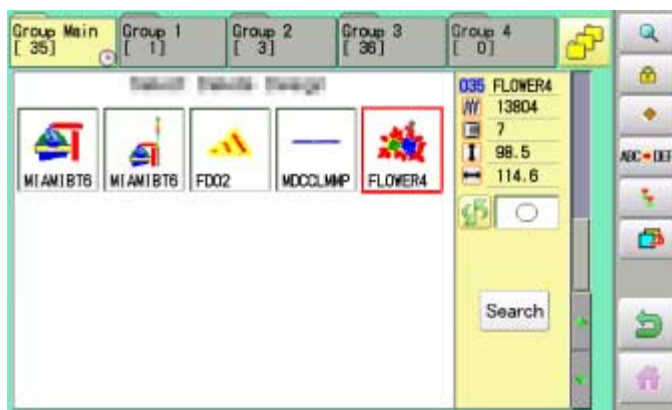 Group Main
[ 35]
Group 1
[ 1]
Group 2
[ 3]
Group 3
[ 36]
Group 4
[ 0]
035 FLOWER4
13804
7
98.5
114.6
MIAMIBT6
MIAMIBT6
FD02
MDCCLMMP
FLOWER4
ABC
DEF
Search